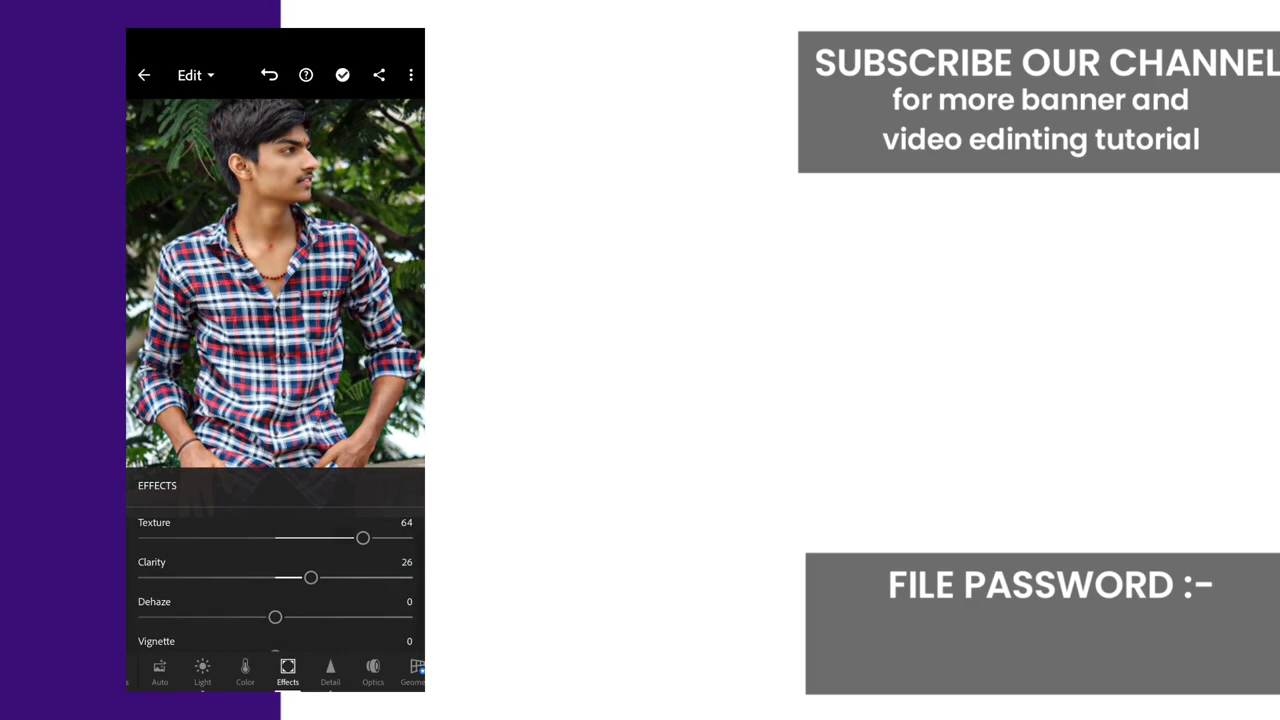 Edit
EFFECTS
Texture 64
Clarity 26
Dehaze 0
Vignette 0
s Auto Light Color Effects Detail Optics Geome
SUBSCRIBE OUR CHANNEL
for more banner and
video edinting tutorial
FILE PASSWORD :-